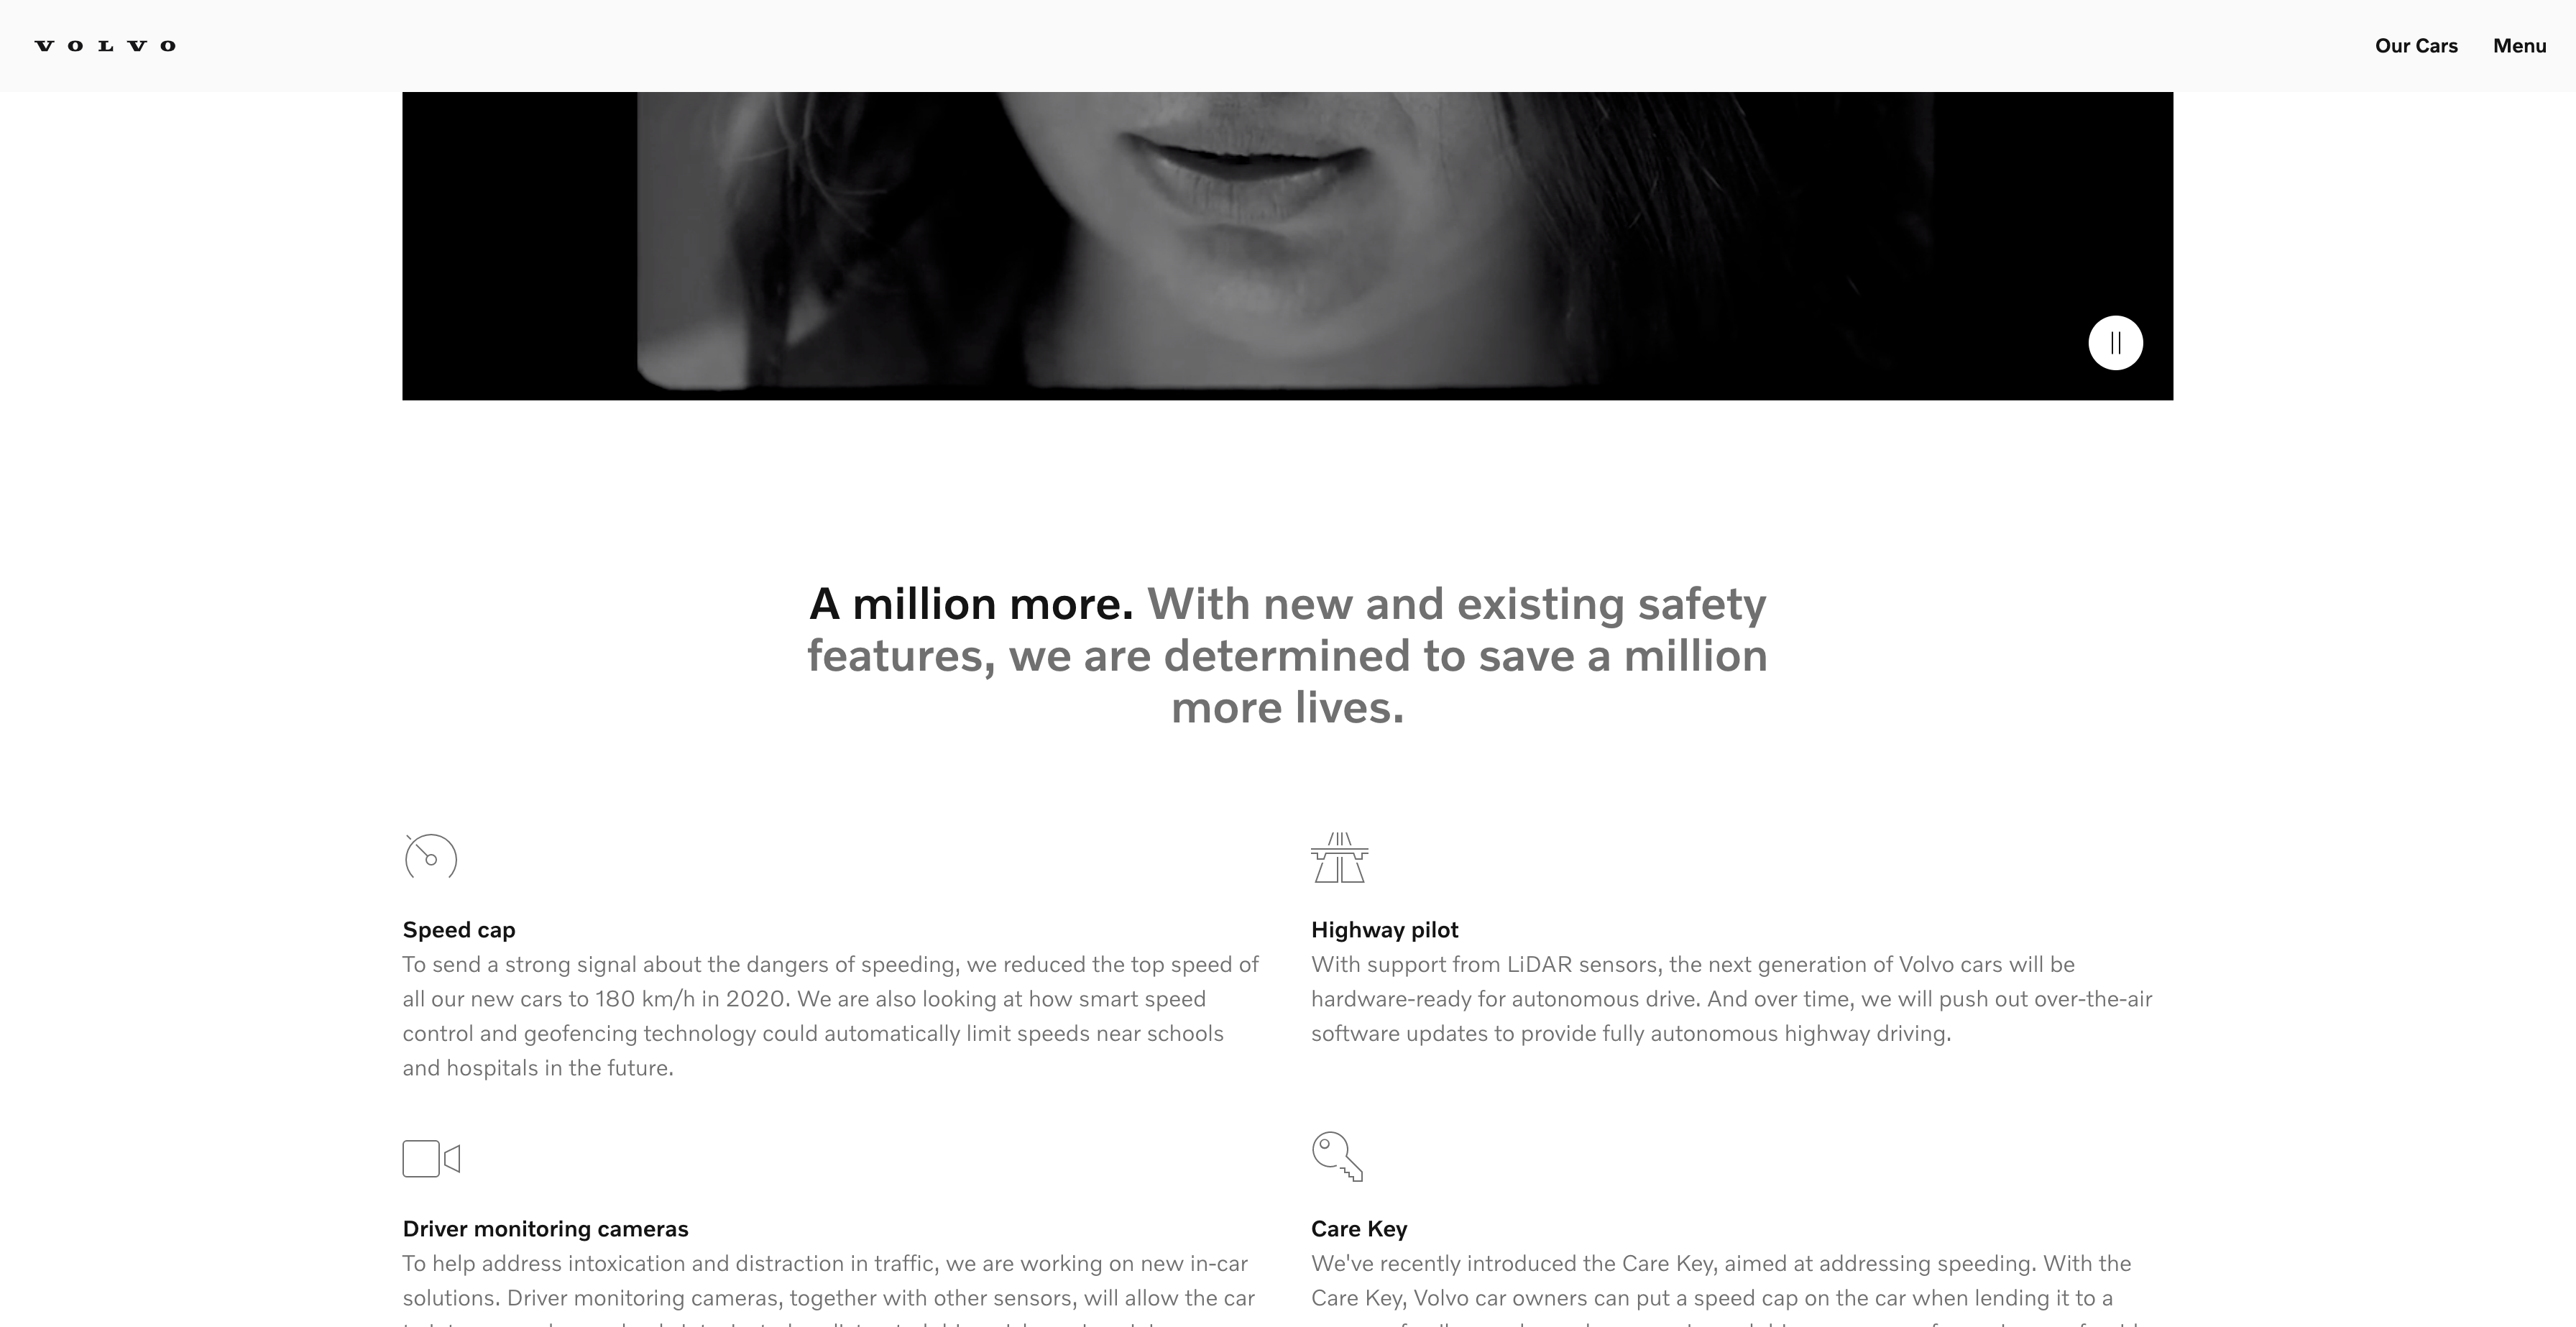 VOLVO
Our Cars
Menu
A million more. With new and existing safety
features, we are determined to save a million
more lives.
Speed cap
To send a strong signal about the dangers of speeding, we reduced the top speed of
all our new cars to 180 km/h in 2020. We are also looking at how smart speed
control and geofencing technology could automatically limit speeds near schools
and hospitals in the future.
Highway pilot
With support from LiDAR sensors, the next generation of Volvo cars will be
hardware-ready for autonomous drive. And over time, we will push out over-the-air
software updates to provide fully autonomous highway driving.
Driver monitoring cameras
To help address intoxication and distraction in traffic, we are working on new in-car
solutions. Driver monitoring cameras, together with other sensors, will allow the car
Care Key
We've recently introduced the Care Key, aimed at addressing speeding. With the
Care Key, Volvo car owners can put a speed cap on the car when lending it to a